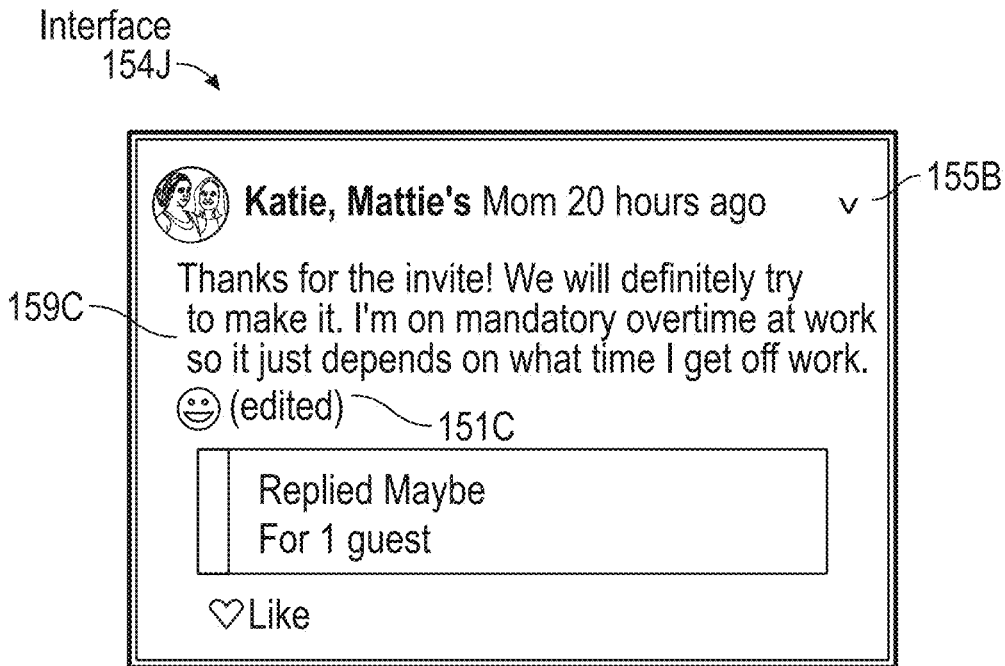 Interface
154J
Katie, Mattie's Mom 20 hours ago
155B
Thanks for the invite! We will definitely try
to make it. I'm on mandatory overtime at work
159C
so it just depends on what time I get off work.
(edited)
151C
Replied Maybe
For 1 guest
Like